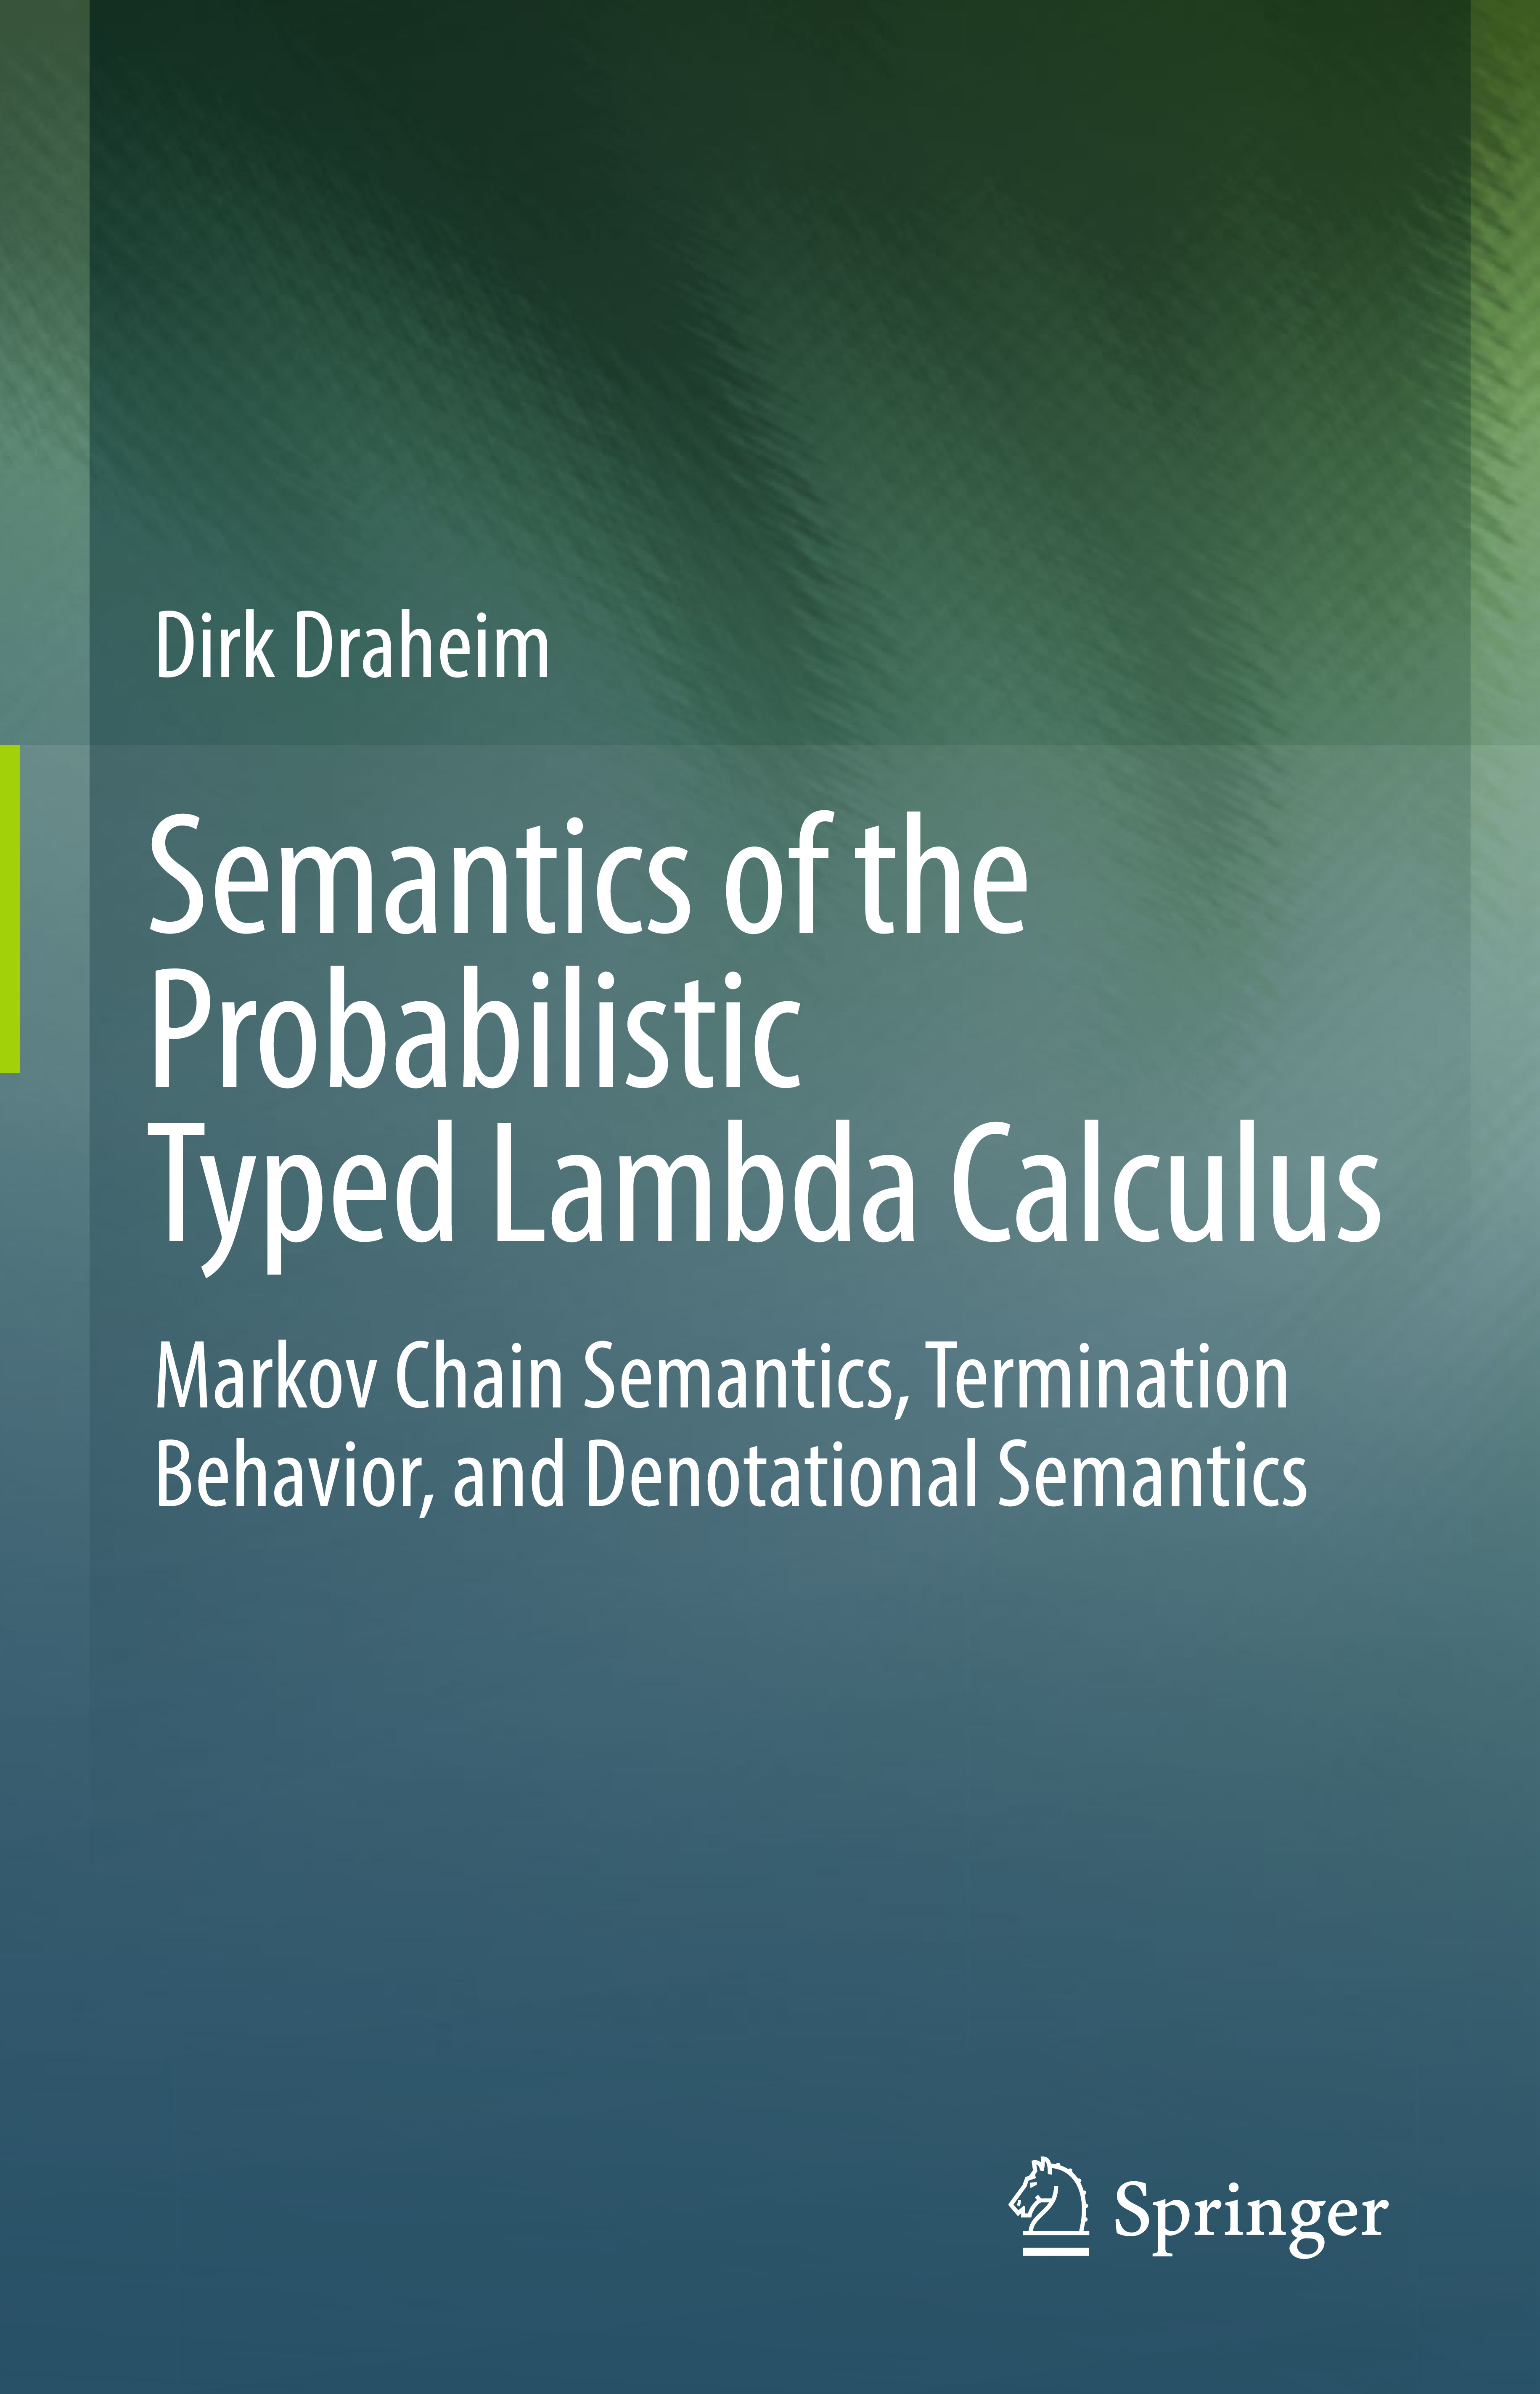 Dirk Draheim
Semantics of the
Probabilistic
Typed Lambda Calculus
Markov Chain Semantics, Termination
Behavior, and Denotational Semantics
Springer